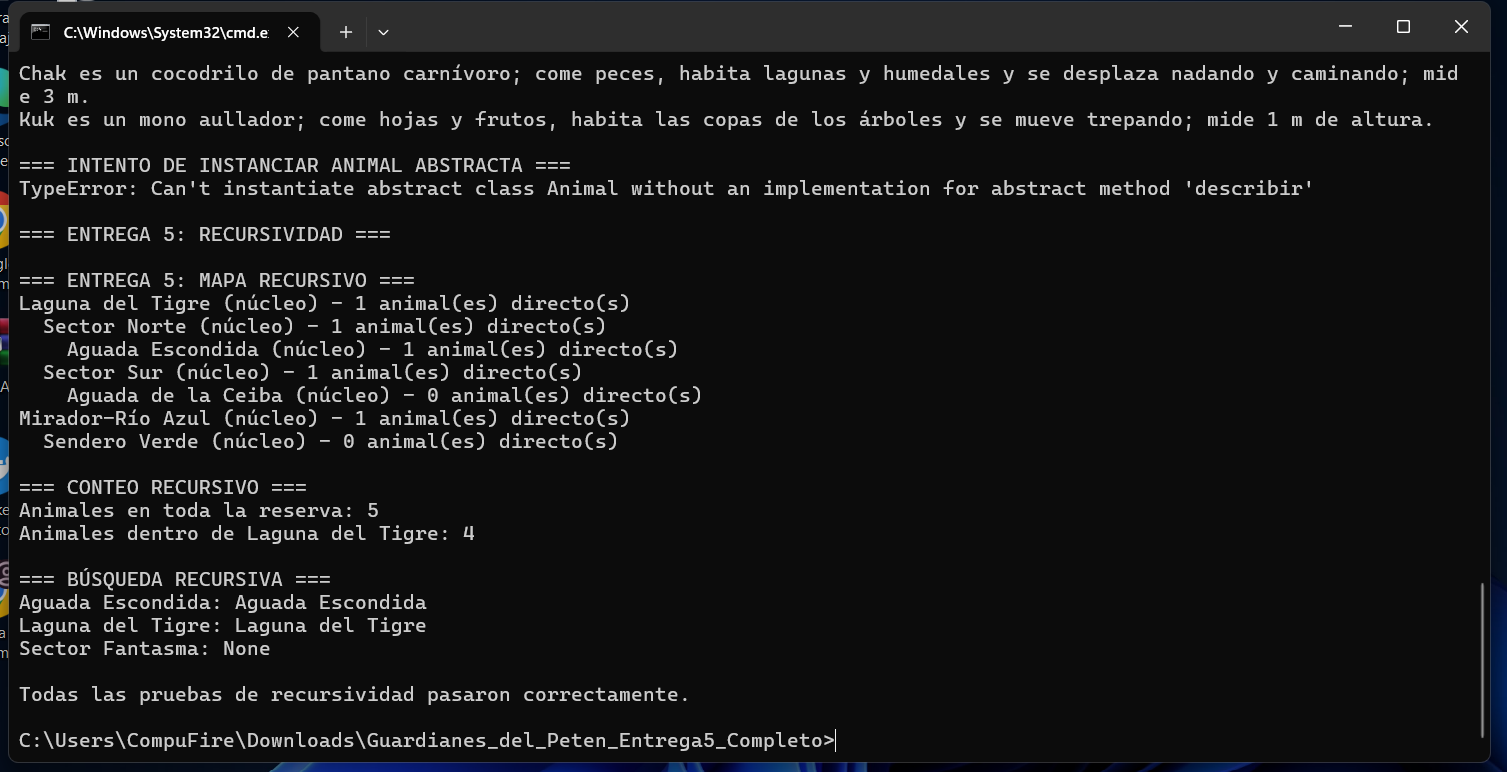 C:\Windows\System32\cmd.e
Chak es un cocodrilo de pantano carnívoro; come peces, habita lagunas y humedales y se desplaza nadando y caminando; mid
e 3 m.
Kuk es un mono aullador; come hojas y frutos, habita las copas de los árboles y se mueve trepando; mide 1 m de altura.
=== INTENTO DE INSTANCIAR ANIMAL ABSTRACTA ===
TypeError: Can't instantiate abstract class Animal without an implementation for abstract method 'describir'
=== ENTREGA 5: RECURSIVIDAD ===
=== ENTREGA 5: MAPA RECURSIVO ===
Laguna del Tigre (núcleo) - 1 animal(es) directo(s)
  Sector Norte (núcleo) - 1 animal(es) directo(s)
    Aguada Escondida (núcleo) - 1 animal(es) directo(s)
  Sector Sur (núcleo) - 1 animal(es) directo(s)
    Aguada de la Ceiba (núcleo) - 0 animal(es) directo(s)
Mirador-Río Azul (núcleo) - 1 animal(es) directo(s)
  Sendero Verde (núcleo) - 0 animal(es) directo(s)
=== CONTEO RECURSIVO ===
Animales en toda la reserva: 5
Animales dentro de Laguna del Tigre: 4
=== BÚSQUEDA RECURSIVA ===
Aguada Escondida: Aguada Escondida
Laguna del Tigre: Laguna del Tigre
Sector Fantasma: None
Todas las pruebas de recursividad pasaron correctamente.
C:\Users\CompuFire\Downloads\Guardianes_del_Peten_Entrega5_Completo>